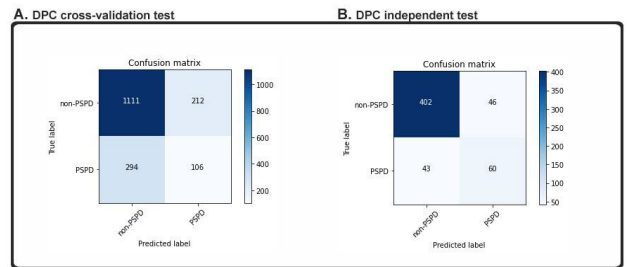 A. DPC cross-validation test
B. DPC independent test
Confusion matrix
True label
non-PSPD
PSPD
1111
212
294
106
non-PSPD
PSPD
Predicted label
1000
800
600
400
200
Confusion matrix
True label
non-PSPD
PSPD
402
46
43
60
non-PSPD
PSPD
Predicted label
400
350
300
250
200
150
100
50